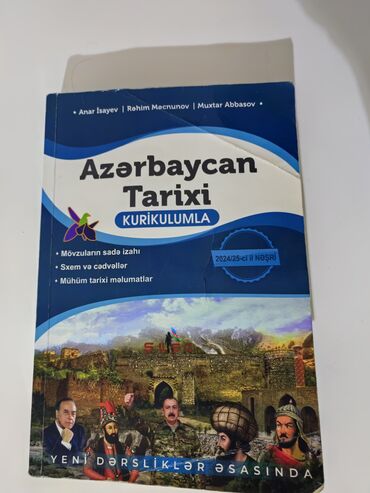 • Anar İsayev | Rəhim Məcnunov | Muxtar Abbasov •
Azərbaycan
Tarixi
KURİKULUMLA
• Mövzuların sadə izahı
• Sxem və cədvəllər
• Mühüm tarixi məlumatlar
2024/25-ci il NƏŞRİ
YENİ DƏRSLİKLƏR ƏSASINDA